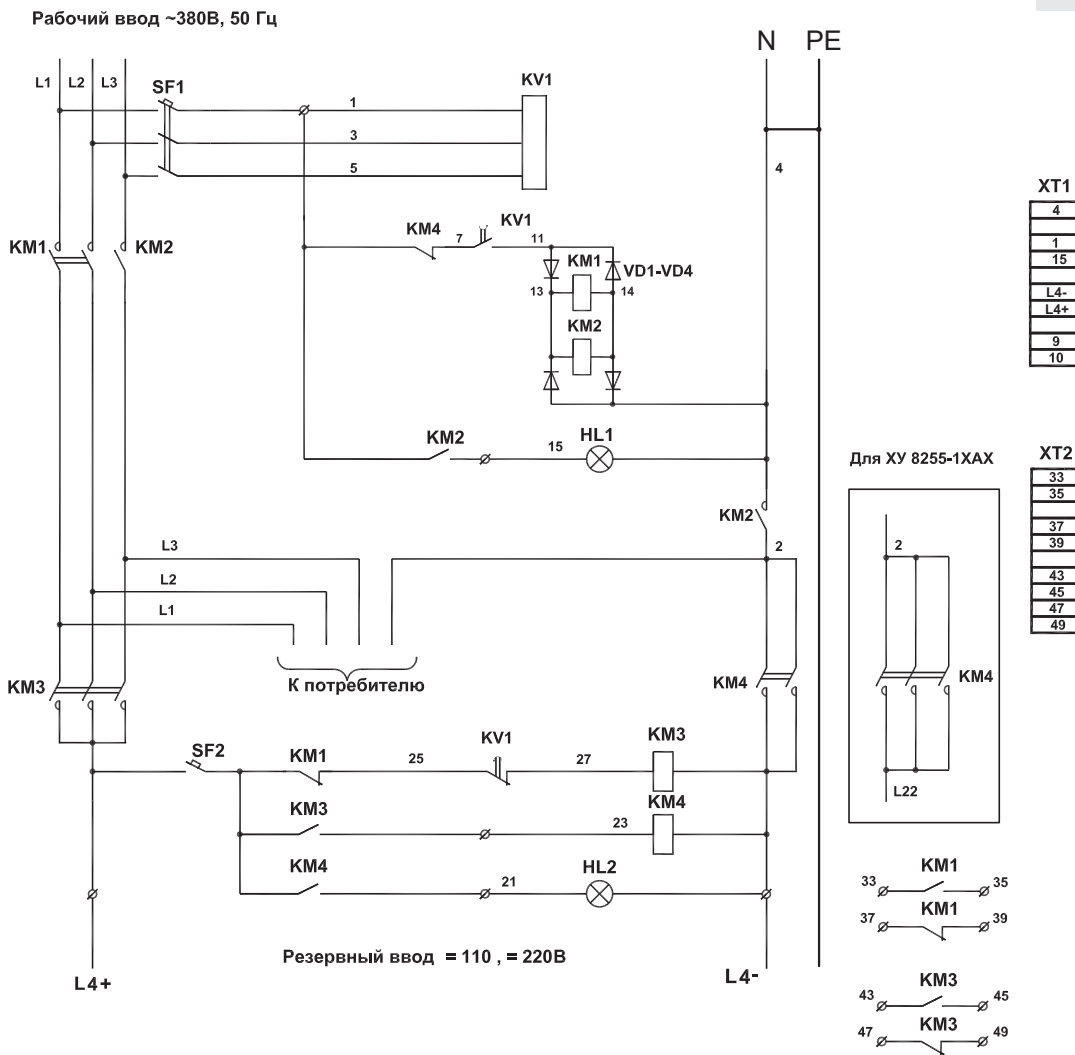 Рабочий ввод ~380В, 50 Гц
N PE
L1 L2 L3 SF1 1 KV1
3
5
4
XT1
4
1
15
L4-
L4+
9
10
KM1 KM2
KM4 7 KV1 11
KM1 VD1-VD4
13 14
KM2
KM2 15 HL1
Для ХУ 8255-1ХАХ
XT2
33
35
37
39
43
45
47
49
KM2
2
L3
L2
L1
2
KM4
L22
KM3
К потребителю
KM4
SF2 KM1 25 KV1 27 KM3
KM3 23 KM4
KM4 21 HL2
KM1
33 35
KM1
37 39
Резервный ввод = 110 , = 220В
L4+ L4-
KM3
43 45
KM3
47 49